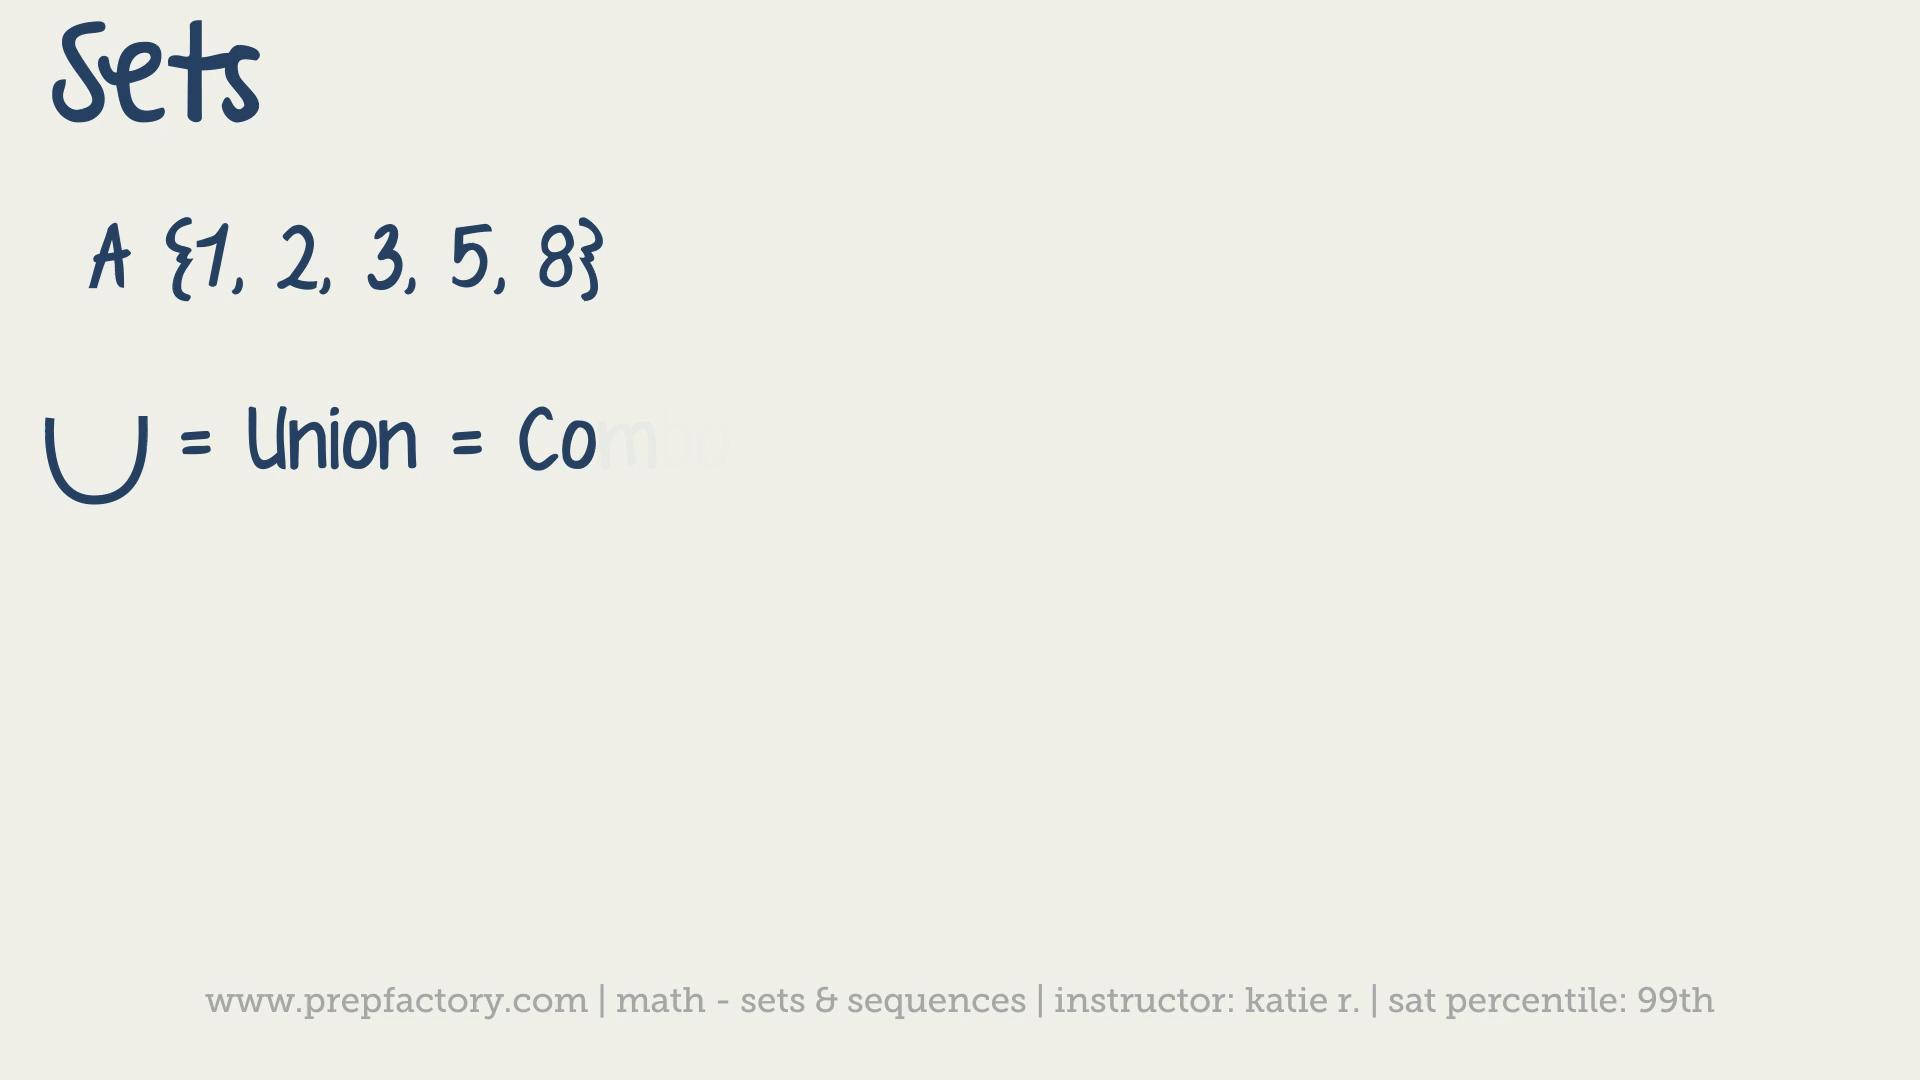 Sets
A {1, 2, 3, 5, 8}
∪ = Union = Co
www.prepfactory.com | math - sets & sequences | instructor: katie r. | sat percentile: 99th